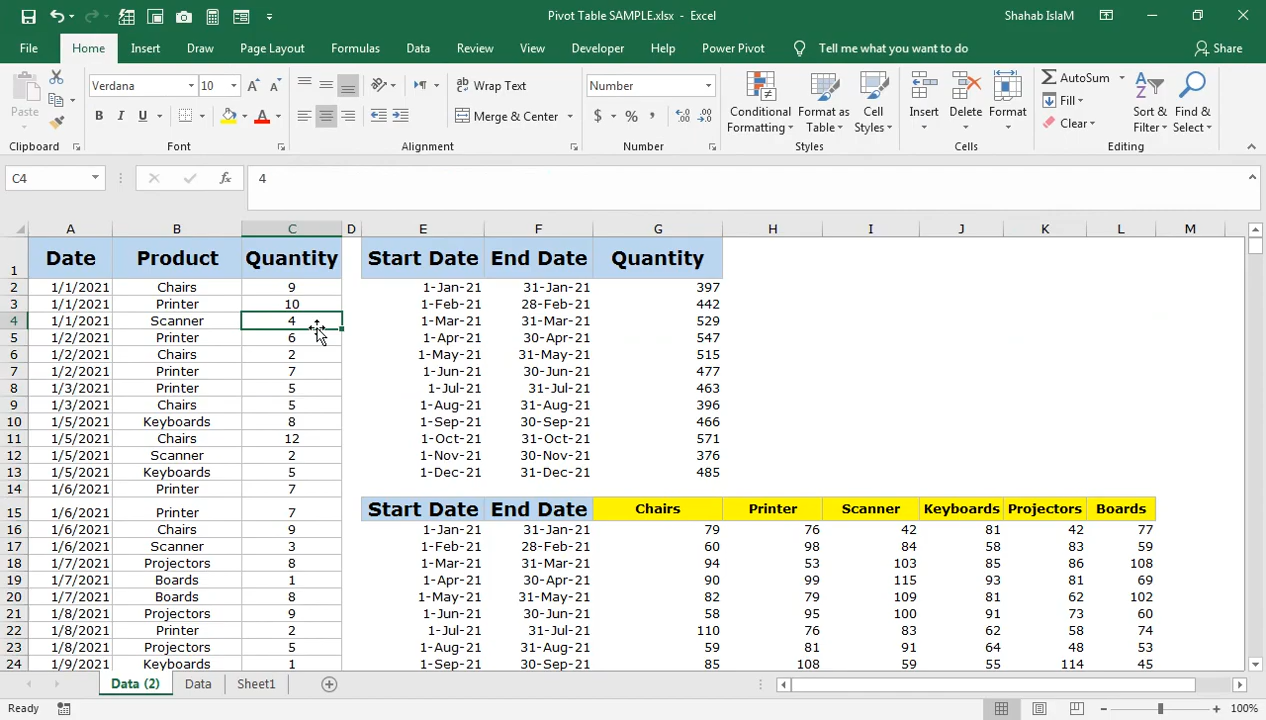 Pivot Table SAMPLE.xlsx - Excel
Shahab IslaM
File Home Insert Draw Page Layout Formulas Data Review View Developer Help Power Pivot Tell me what you want to do Share
Paste
Clipboard
Verdana 10
B I U A
Font
Wrap Text
Merge & Center
Alignment
Number
$ % ,
Number
Conditional Formatting
Format as Table
Cell Styles
Styles
Insert Delete Format
Cells
AutoSum
Fill
Clear
Sort & Filter
Find & Select
Editing
C4 fx 4
A B C D E F G H I J K L M
1 Date Product Quantity Start Date End Date Quantity
2 1/1/2021 Chairs 9 1-Jan-21 31-Jan-21 397
3 1/1/2021 Printer 10 1-Feb-21 28-Feb-21 442
4 1/1/2021 Scanner 4 1-Mar-21 31-Mar-21 529
5 1/2/2021 Printer 6 1-Apr-21 30-Apr-21 547
6 1/2/2021 Chairs 2 1-May-21 31-May-21 515
7 1/2/2021 Printer 7 1-Jun-21 30-Jun-21 477
8 1/3/2021 Printer 5 1-Jul-21 31-Jul-21 463
9 1/3/2021 Chairs 5 1-Aug-21 31-Aug-21 396
10 1/5/2021 Keyboards 8 1-Sep-21 30-Sep-21 466
11 1/5/2021 Chairs 12 1-Oct-21 31-Oct-21 571
12 1/5/2021 Scanner 2 1-Nov-21 30-Nov-21 376
13 1/5/2021 Keyboards 5 1-Dec-21 31-Dec-21 485
14 1/6/2021 Printer 7
15 1/6/2021 Printer 7 Start Date End Date Chairs Printer Scanner Keyboards Projectors Boards
16 1/6/2021 Chairs 9 1-Jan-21 31-Jan-21 79 76 42 81 42 77
17 1/6/2021 Scanner 3 1-Feb-21 28-Feb-21 60 98 84 58 83 59
18 1/7/2021 Projectors 8 1-Mar-21 31-Mar-21 94 53 103 85 86 108
19 1/7/2021 Boards 1 1-Apr-21 30-Apr-21 90 99 115 93 81 69
20 1/7/2021 Boards 8 1-May-21 31-May-21 82 79 109 81 62 102
21 1/8/2021 Projectors 9 1-Jun-21 30-Jun-21 58 95 100 91 73 60
22 1/8/2021 Printer 2 1-Jul-21 31-Jul-21 110 76 83 62 58 74
23 1/8/2021 Projectors 5 1-Aug-21 31-Aug-21 59 81 91 64 48 53
24 1/9/2021 Keyboards 1 1-Sep-21 30-Sep-21 85 108 59 55 114 45
Data (2) Data Sheet1
Ready 100%